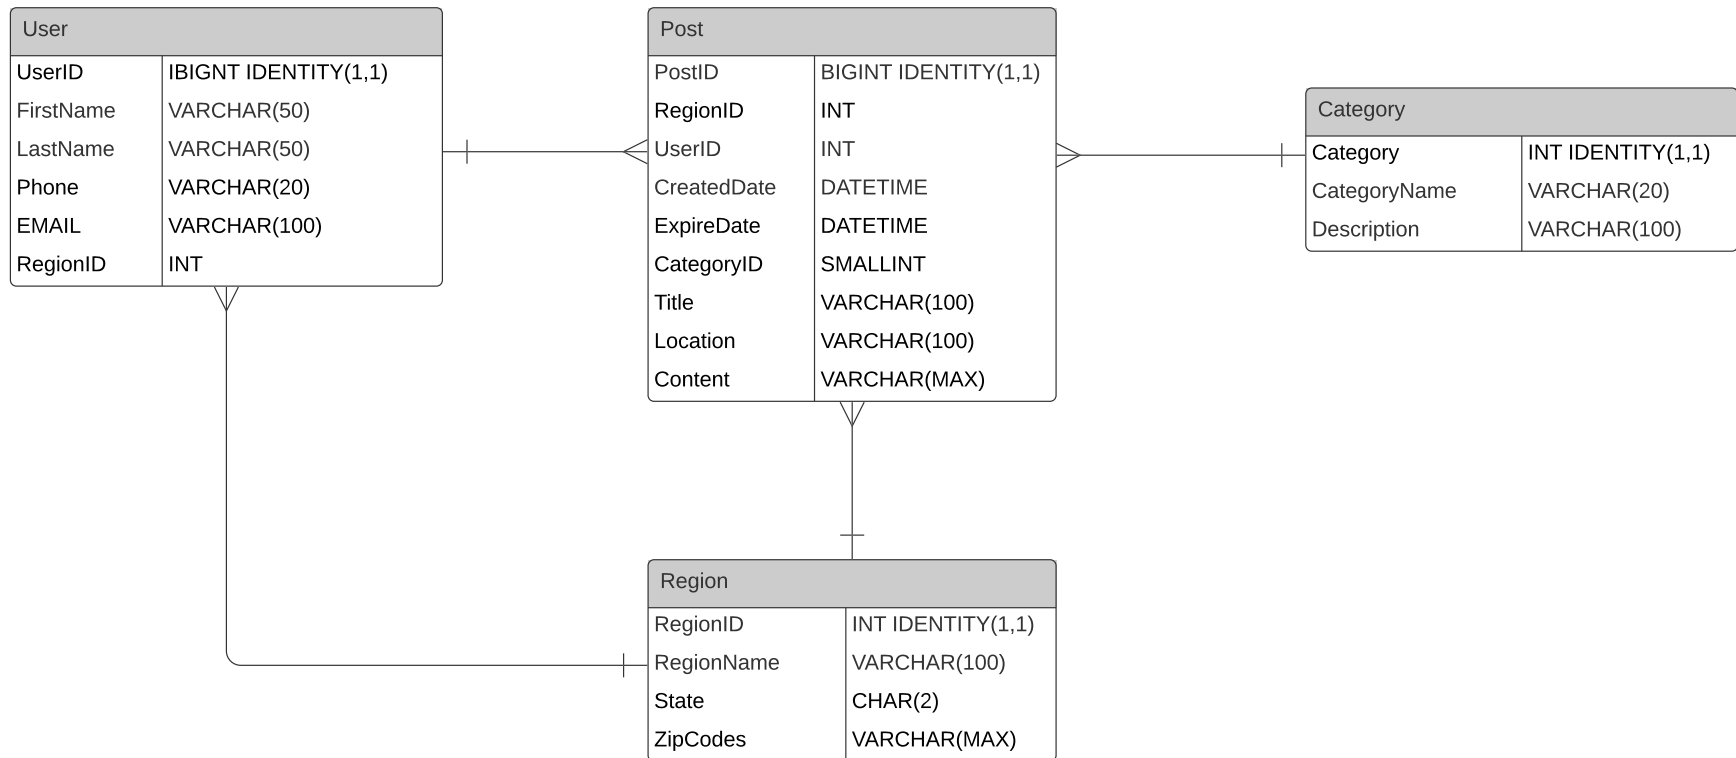 User
UserID IBIGNT IDENTITY(1,1)
FirstName VARCHAR(50)
LastName VARCHAR(50)
Phone VARCHAR(20)
EMAIL VARCHAR(100)
RegionID INT
Post
PostID BIGINT IDENTITY(1,1)
RegionID INT
UserID INT
CreatedDate DATETIME
ExpireDate DATETIME
CategoryID SMALLINT
Title VARCHAR(100)
Location VARCHAR(100)
Content VARCHAR(MAX)
Category
Category INT IDENTITY(1,1)
CategoryName VARCHAR(20)
Description VARCHAR(100)
Region
RegionID INT IDENTITY(1,1)
RegionName VARCHAR(100)
State CHAR(2)
ZipCodes VARCHAR(MAX)